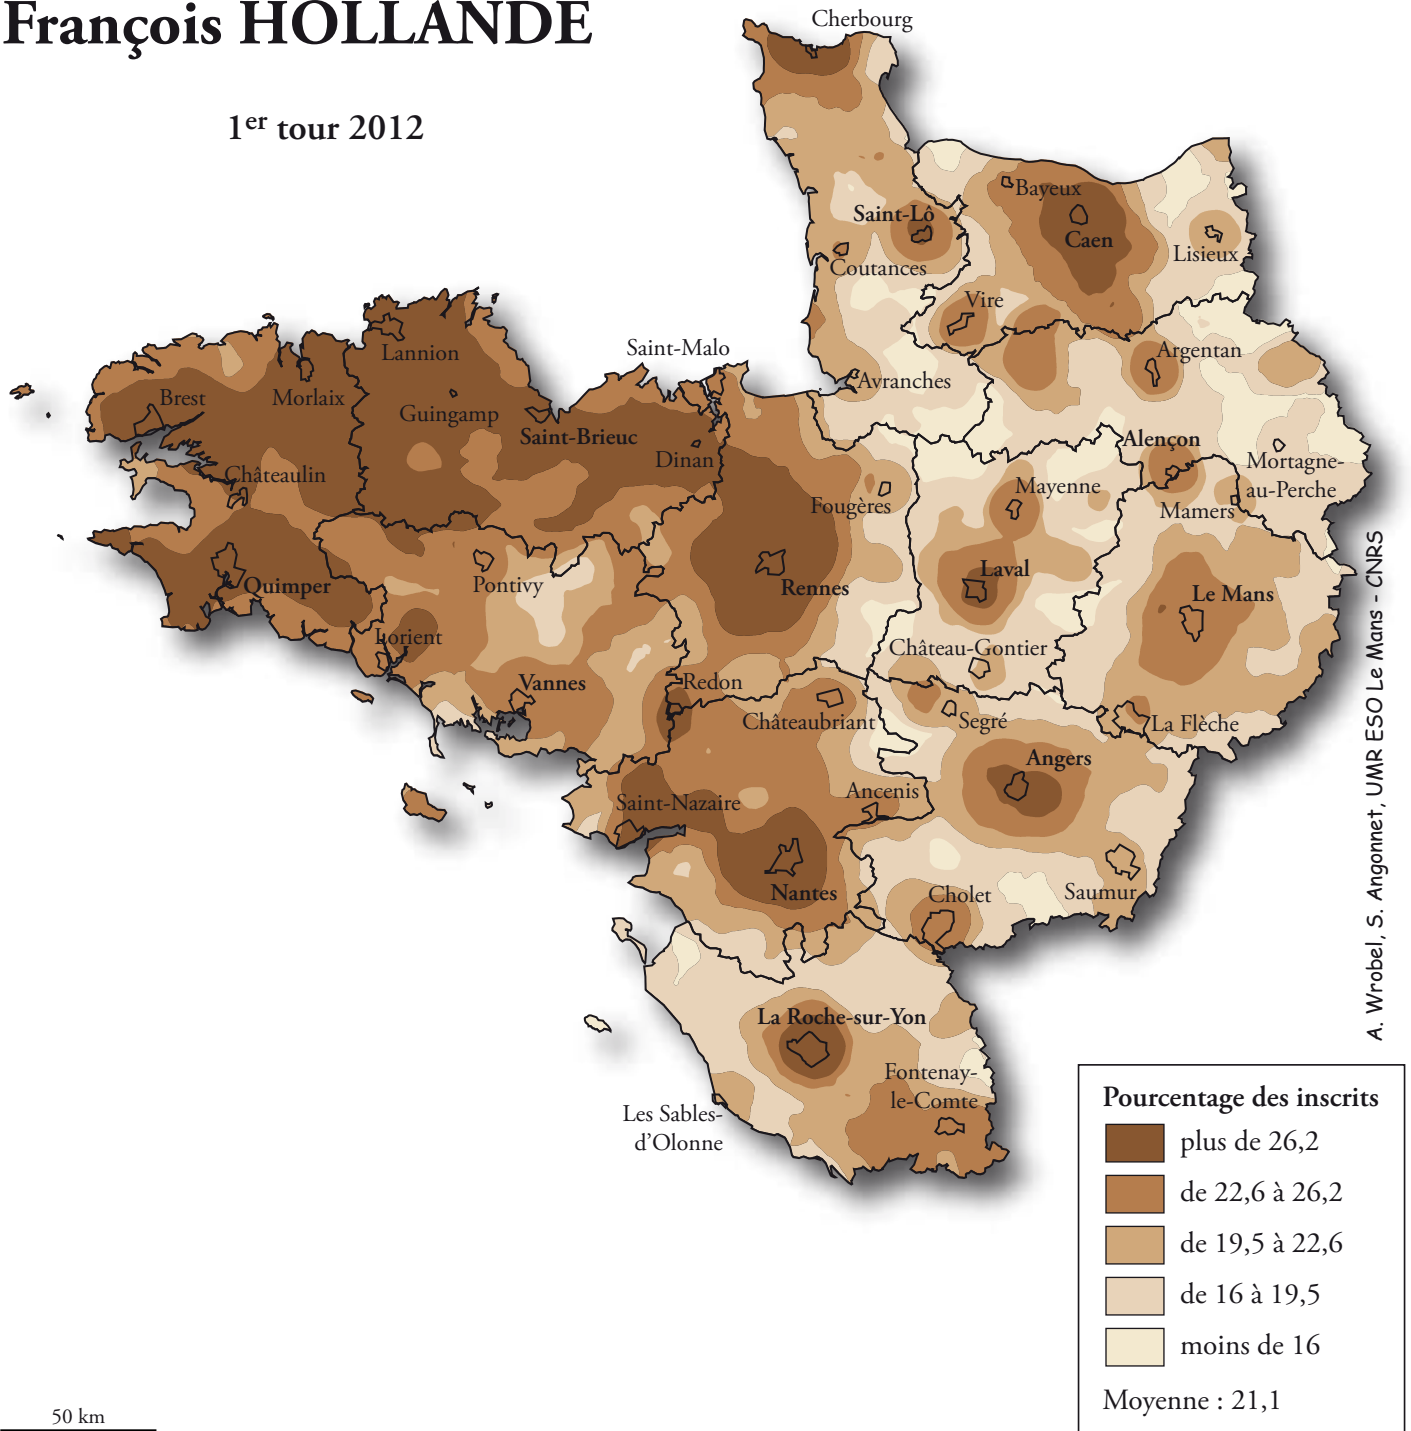 François HOLLANDE
1er tour 2012
Cherbourg
Bayeux
Saint-Lô
Caen
Lisieux
Coutances
Vire
Lannion
Saint-Malo
Argentan
Avranches
Brest
Morlaix
Guingamp
Saint-Brieuc
Dinan
Alençon
Mortagne-
au-Perche
Châteaulin
Fougères
Mayenne
Mamers
Quimper
Pontivy
Rennes
Laval
Le Mans
Lorient
Château-Gontier
Vannes
Redon
Châteaubriant
Segré
La Flèche
Angers
Saint-Nazaire
Ancenis
Nantes
Cholet
Saumur
La Roche-sur-Yon
Fontenay-
le-Comte
Les Sables-
d'Olonne
A. Wrobel, S. Angonnet, UMR ESO Le Mans - CNRS
Pourcentage des inscrits
plus de 26,2
de 22,6 à 26,2
de 19,5 à 22,6
de 16 à 19,5
moins de 16
Moyenne : 21,1
50 km